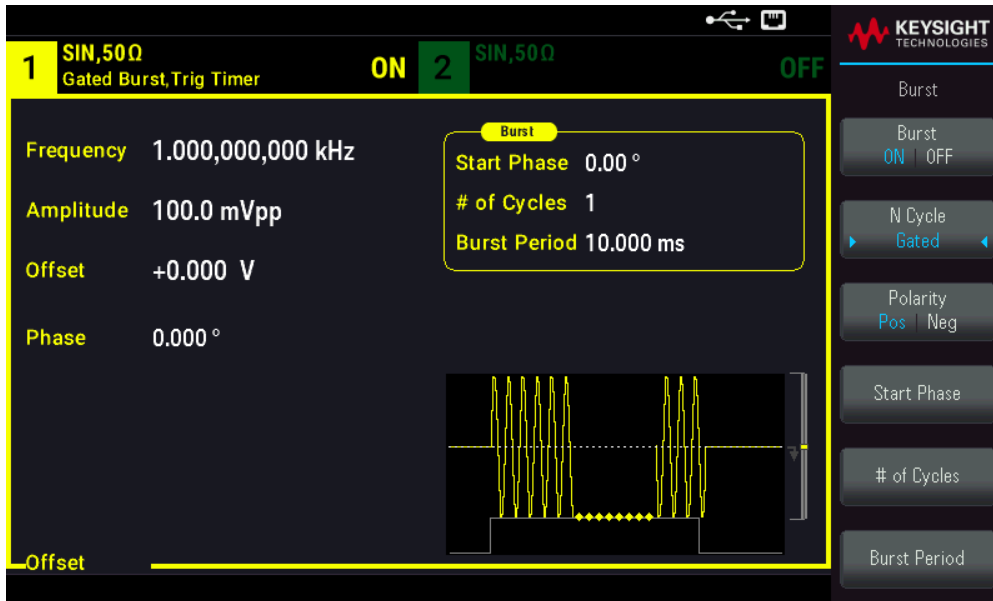 KEYSIGHT
TECHNOLOGIES
1
SIN,50Ω
Gated Burst,Trig Timer
ON
2
SIN,50Ω
OFF
Frequency 1.000,000,000 kHz
Amplitude 100.0 mVpp
Offset +0.000 V
Phase 0.000 °
Burst
Start Phase 0.00 °
# of Cycles 1
Burst Period 10.000 ms
Offset
Burst
Burst
ON | OFF
N Cycle
Gated
Polarity
Pos | Neg
Start Phase
# of Cycles
Burst Period